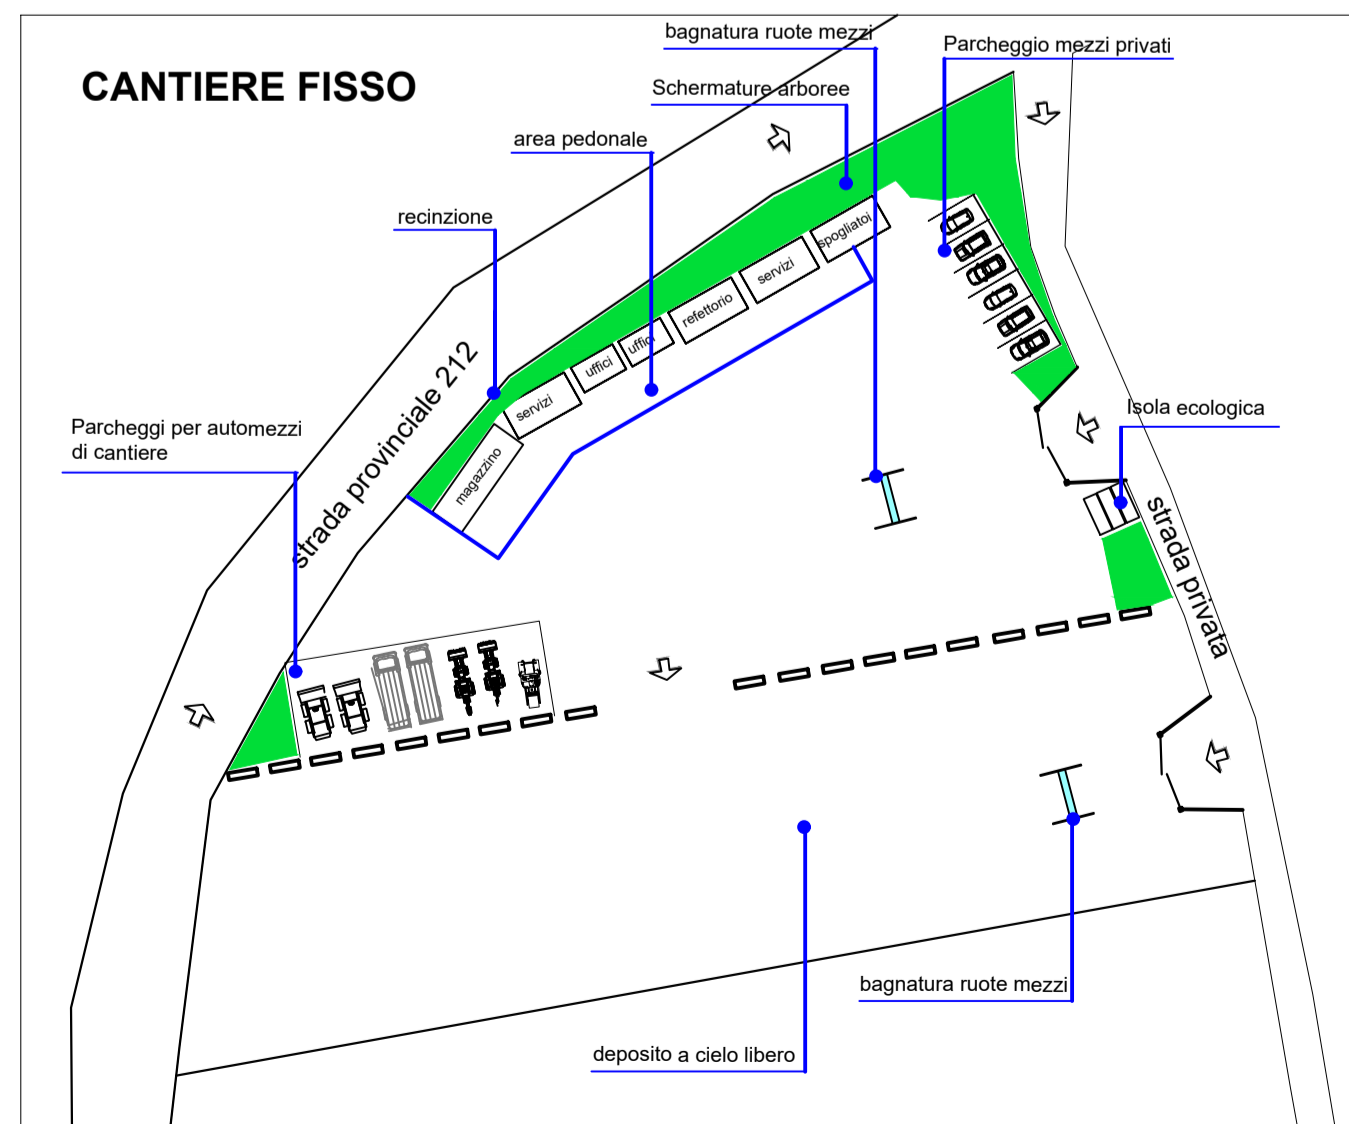 bagnatura ruote mezzi
Parcheggio mezzi privati
CANTIERE FISSO
Schermature arboree
area pedonale
recinzione
spogliatoi
servizi
refettorio
uffici
uffici
servizi
magazzino
strada provinciale 212
Parcheggi per automezzi
di cantiere
Isola ecologica
strada privata
bagnatura ruote mezzi
deposito a cielo libero